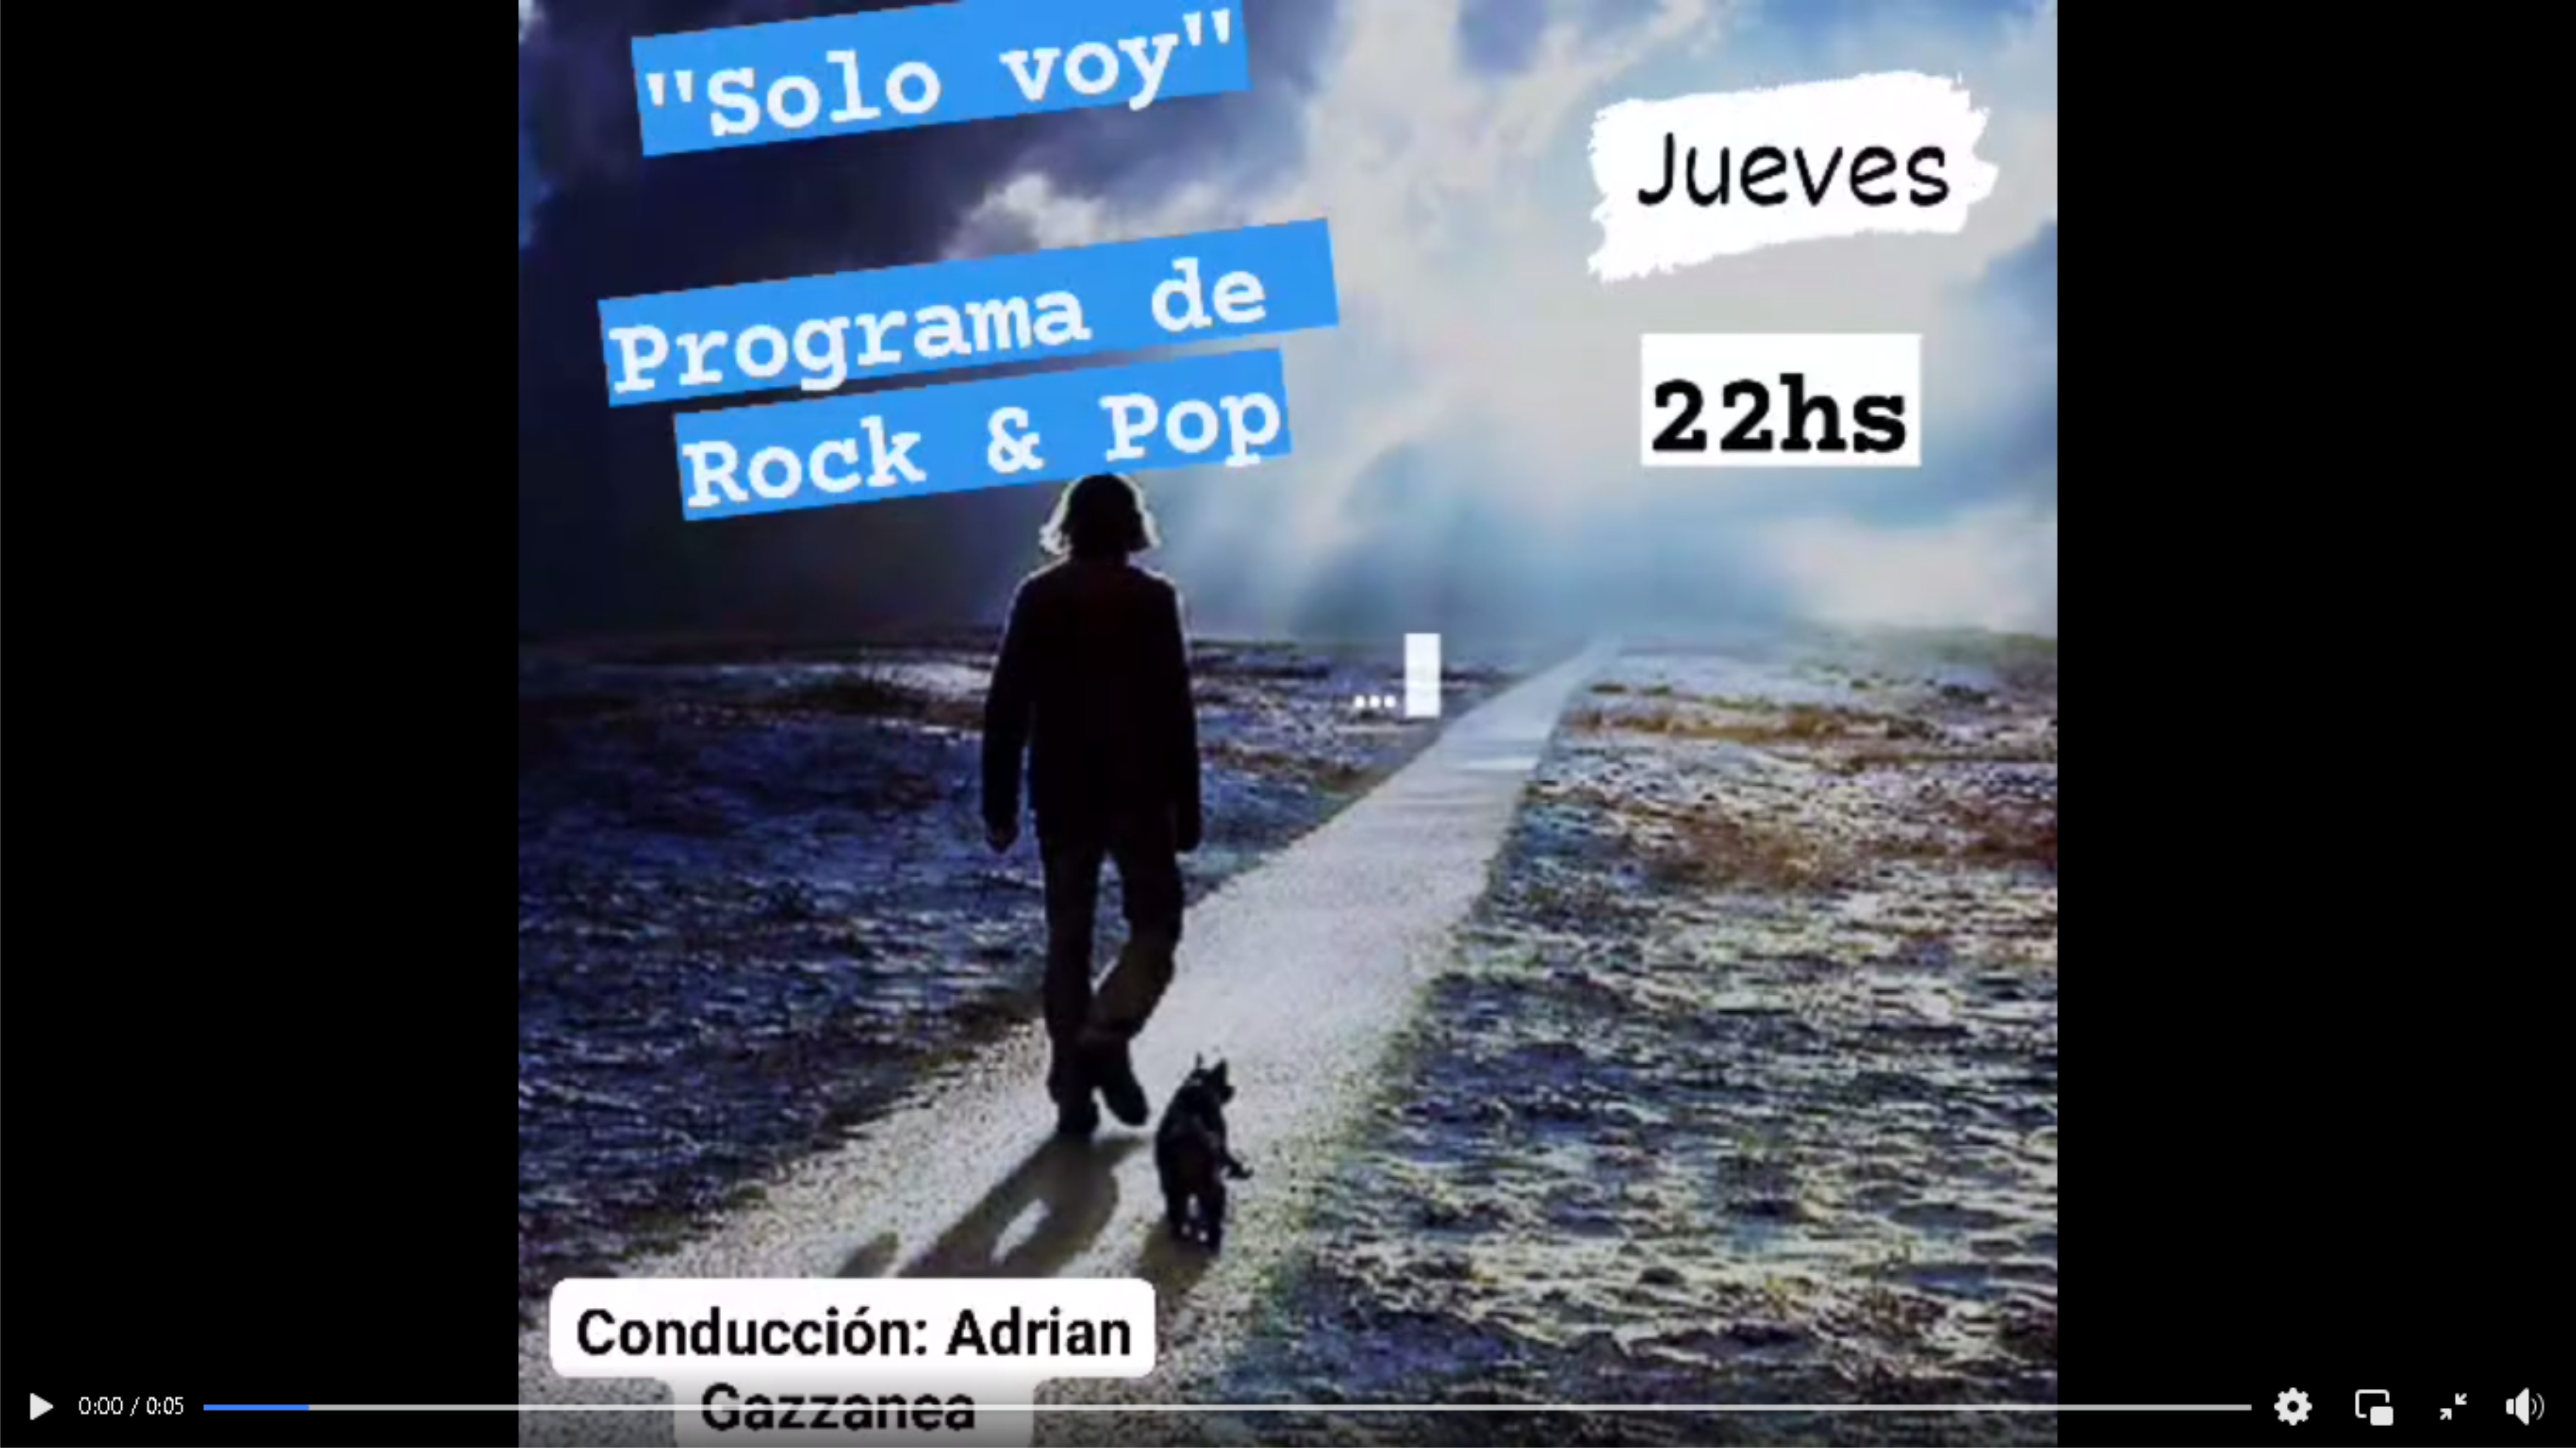 "Solo voy"
Programa de
Rock & Pop
Jueves
22hs
...
Conducción: Adrian
Gazzanea
0:00 / 0:05